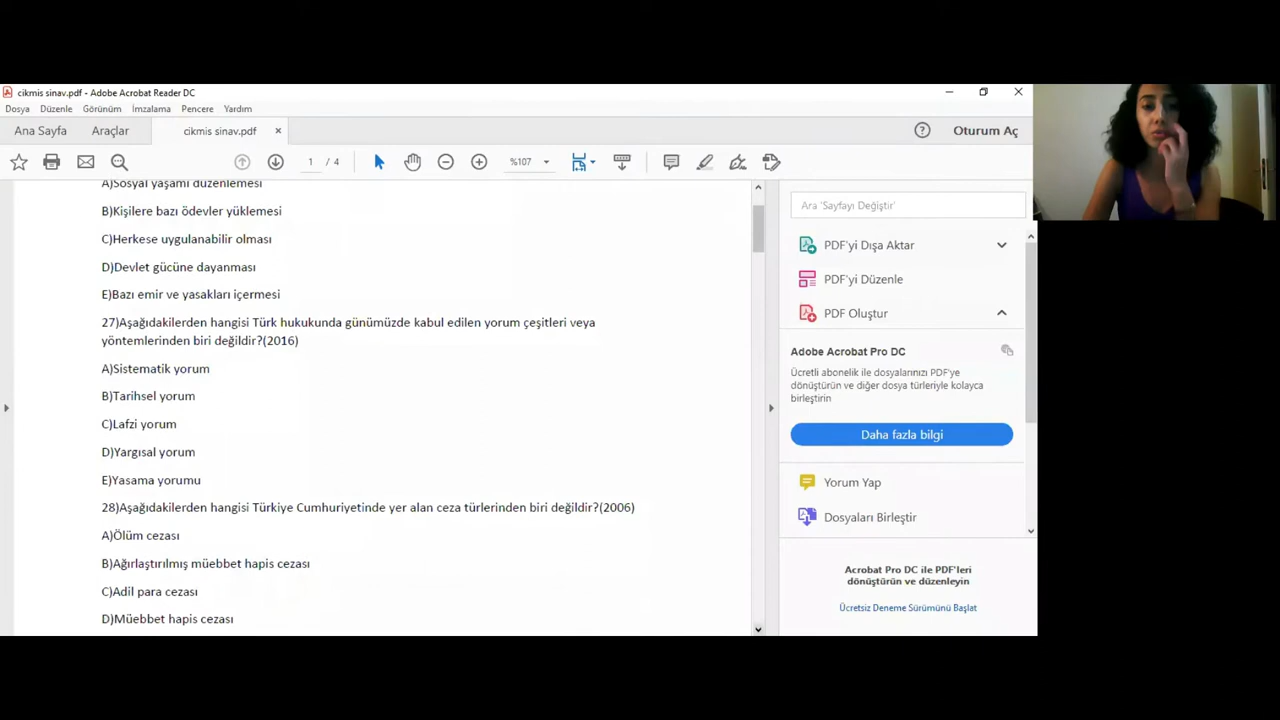 cikmis sinav.pdf - Adobe Acrobat Reader DC
Dosya Düzenle Görünüm İmzalama Pencere Yardım
Ana Sayfa Araçlar cikmis sinav.pdf Oturum Aç
1 / 4 %107
A)Sosyal yaşamı düzenlemesi
B)Kişilere bazı ödevler yüklemesi
C)Herkese uygulanabilir olması
D)Devlet gücüne dayanması
E)Bazı emir ve yasakları içermesi
27)Aşağıdakilerden hangisi Türk hukukunda günümüzde kabul edilen yorum çeşitleri veya
yöntemlerinden biri değildir?(2016)
A)Sistematik yorum
B)Tarihsel yorum
C)Lafzi yorum
D)Yargısal yorum
E)Yasama yorumu
28)Aşağıdakilerden hangisi Türkiye Cumhuriyetinde yer alan ceza türlerinden biri değildir?(2006)
A)Ölüm cezası
B)Ağırlaştırılmış müebbet hapis cezası
C)Adil para cezası
D)Müebbet hapis cezası
Ara 'Sayfayı Değiştir'
PDF'yi Dışa Aktar
PDF'yi Düzenle
PDF Oluştur
Adobe Acrobat Pro DC
Ücretli abonelik ile dosyalarınızı PDF'ye
dönüştürün ve diğer dosya türleriyle kolayca
birleştirin
Daha fazla bilgi
Yorum Yap
Dosyaları Birleştir
Acrobat Pro DC ile PDF'leri
dönüştürün ve düzenleyin
Ücretsiz Deneme Sürümünü Başlat